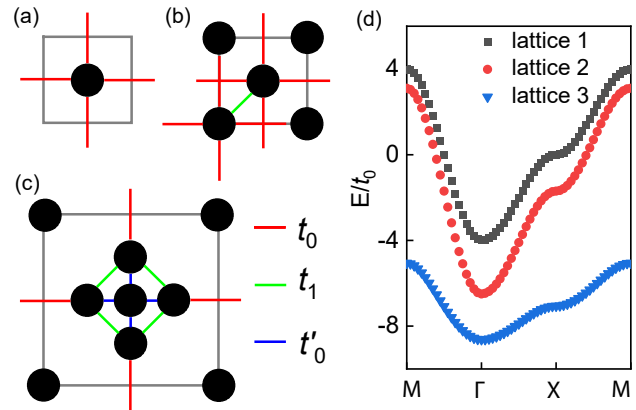 (a)
(b)
(c)
t₀
t₁
t'₀
(d)
lattice 1
lattice 2
lattice 3
E/t₀
4
0
-4
-8
M Γ X M